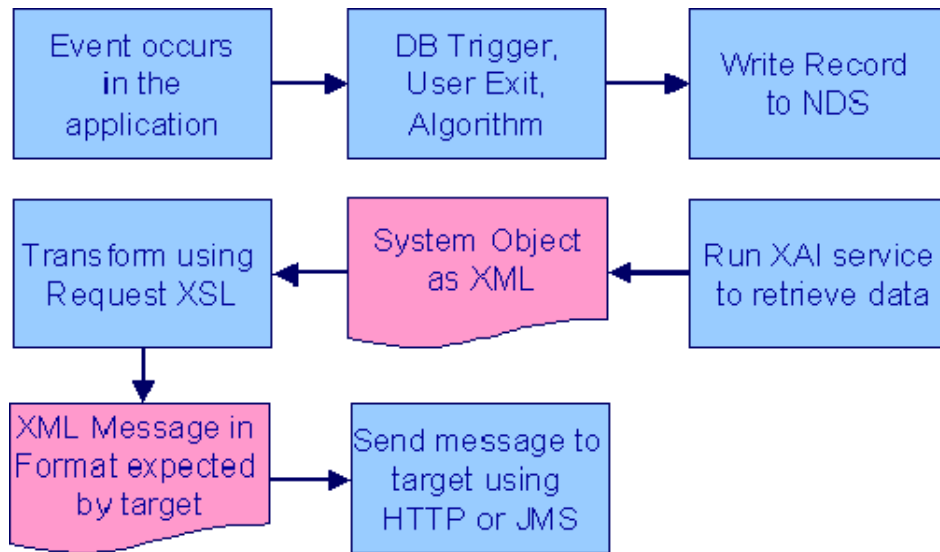 Event occurs
in the
application
DB Trigger,
User Exit,
Algorithm
Write Record
to NDS
Run XAI service
to retrieve data
System Object
as XML
Transform using
Request XSL
XML Message in
Format expected
by target
Send message to
target using
HTTP or JMS